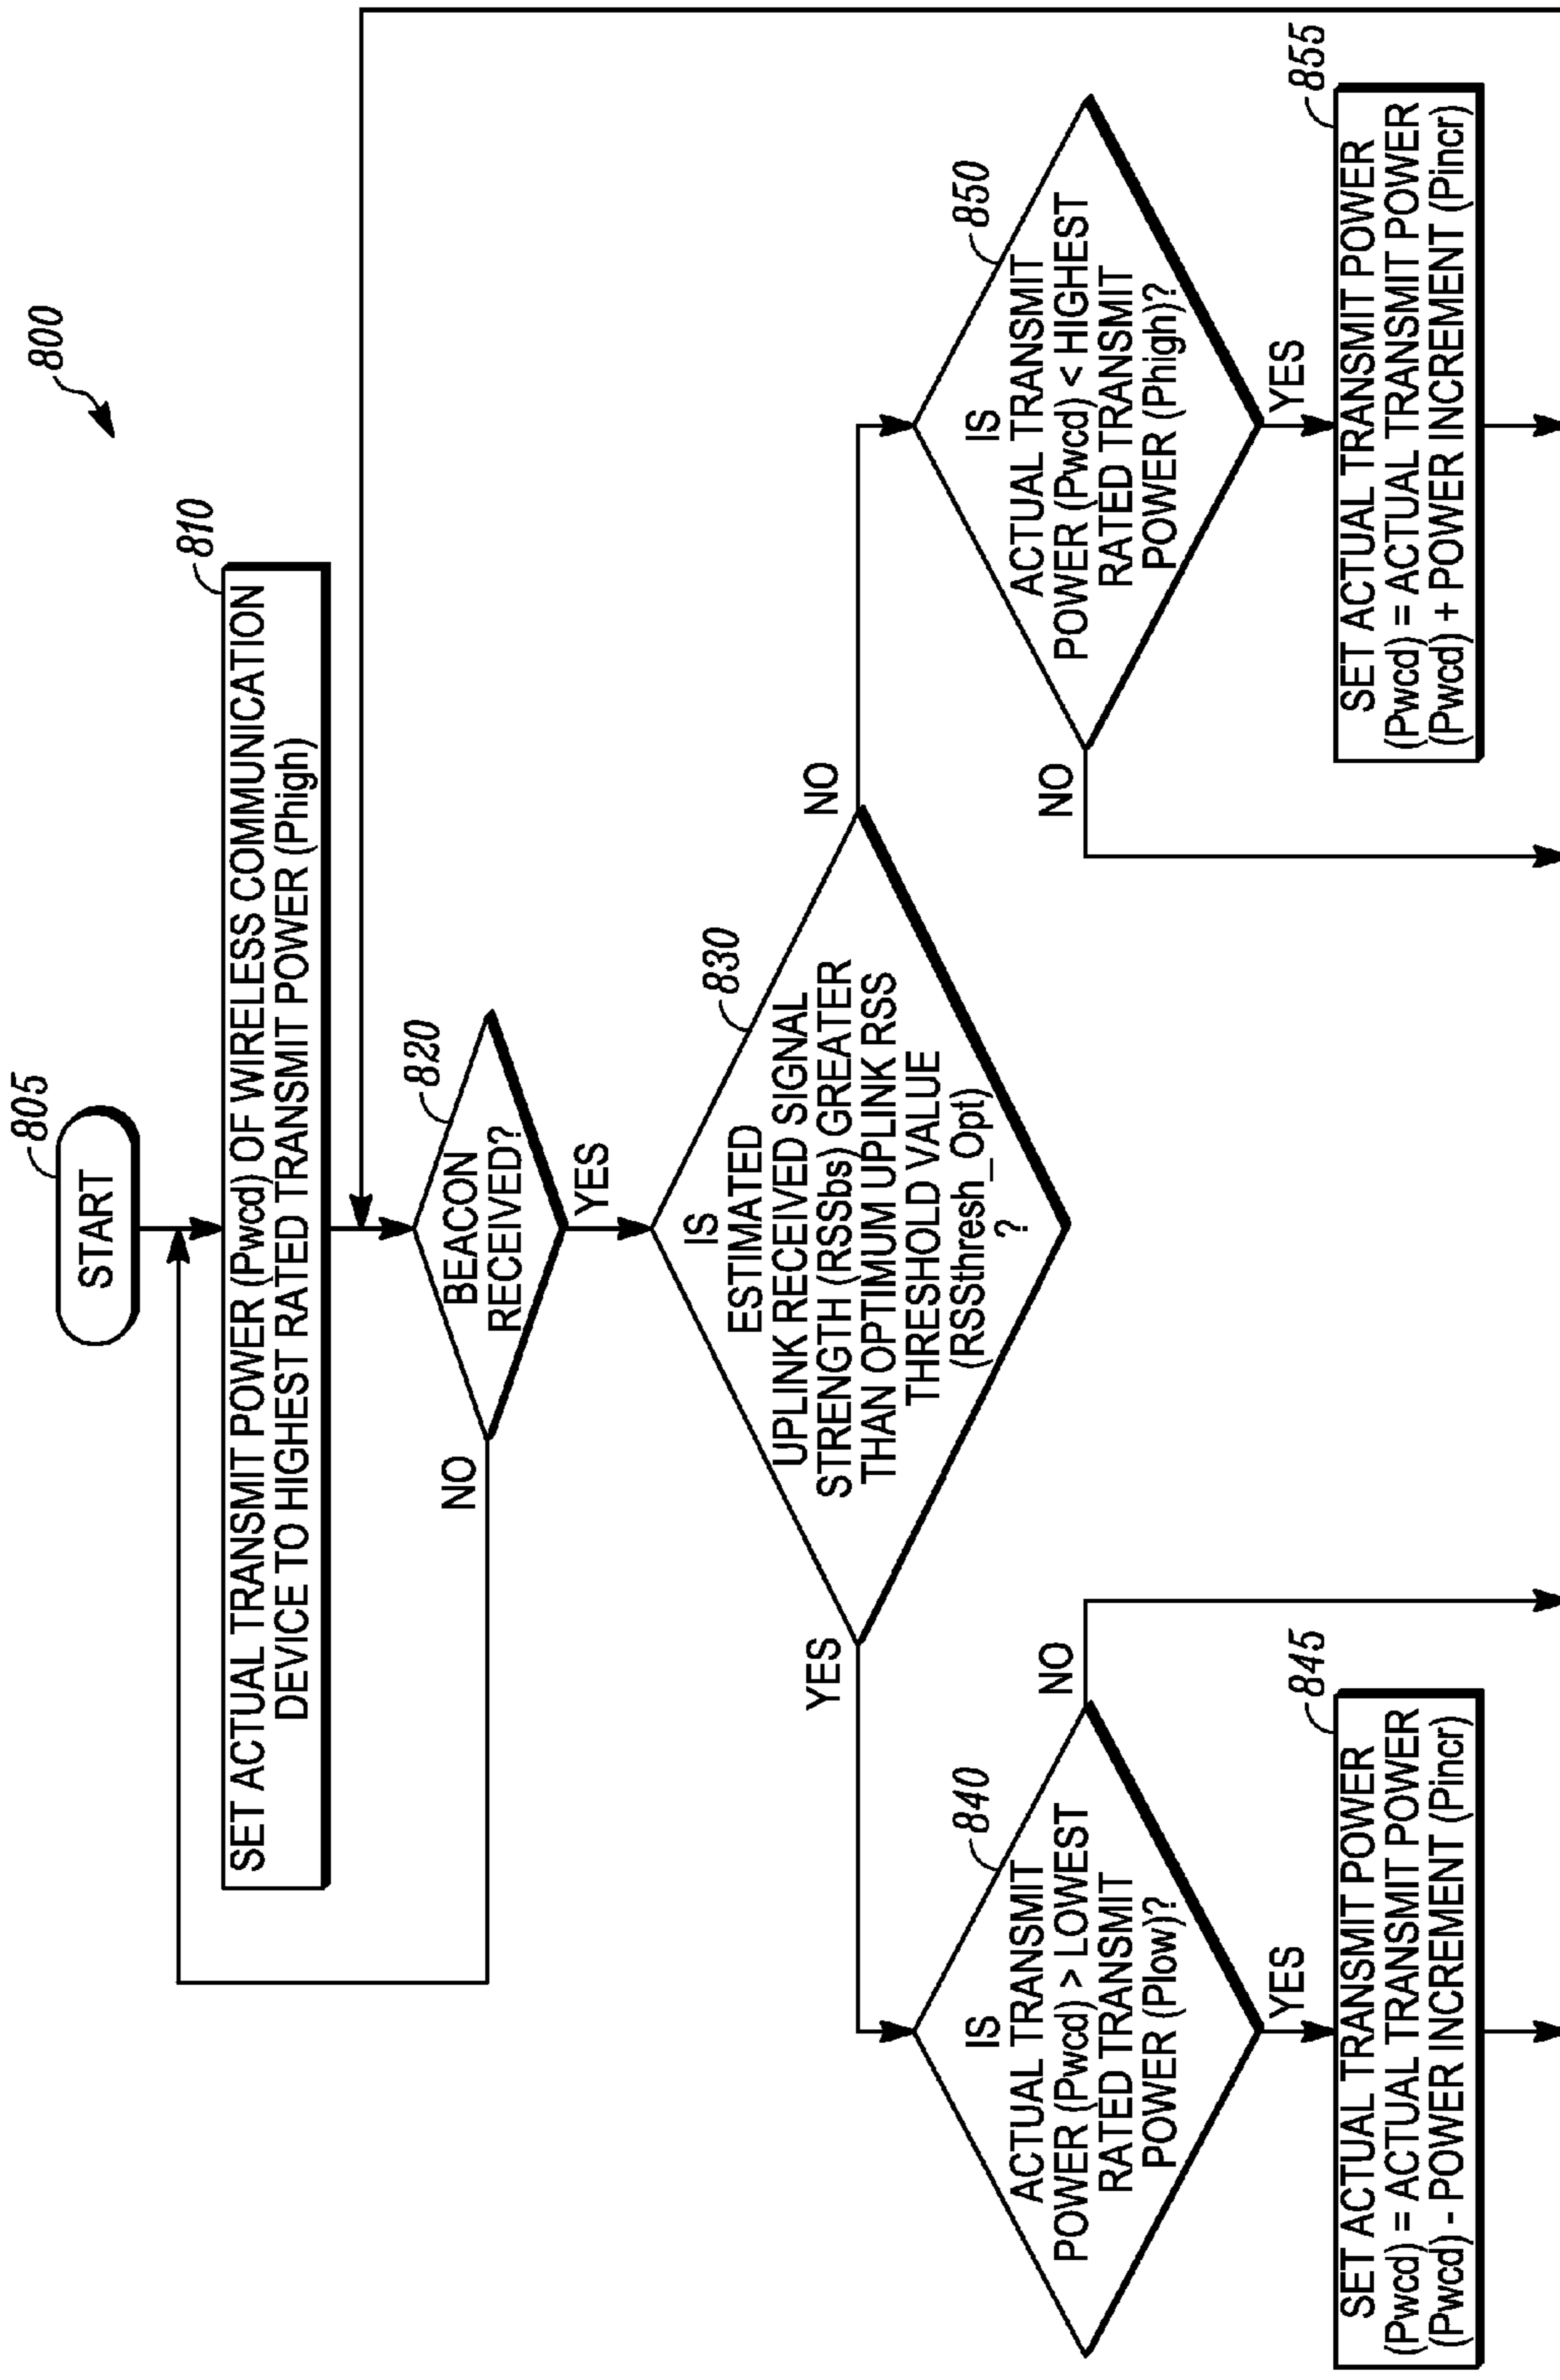 800
805
START
810
SET ACTUAL TRANSMIT POWER (Pwcd) OF WIRELESS COMMUNICATION
DEVICE TO HIGHEST RATED TRANSMIT POWER (Phigh)
820
BEACON
RECEIVED?
NO
YES
830
IS
ESTIMATED
UPLINK RECEIVED SIGNAL
STRENGTH (RSSbs) GREATER
THAN OPTIMUM UPLINK RSS
THRESHOLD VALUE
(RSSthresh_Opt)
?
YES
NO
840
IS
ACTUAL TRANSMIT
POWER (Pwcd) > LOWEST
RATED TRANSMIT
POWER (Plow)?
NO
YES
845
SET ACTUAL TRANSMIT POWER
(Pwcd) = ACTUAL TRANSMIT POWER
(Pwcd) - POWER INCREMENT (Pincr)
850
IS
ACTUAL TRANSMIT
POWER (Pwcd) < HIGHEST
RATED TRANSMIT
POWER (Phigh)?
NO
YES
855
SET ACTUAL TRANSMIT POWER
(Pwcd) = ACTUAL TRANSMIT POWER
(Pwcd) + POWER INCREMENT (Pincr)